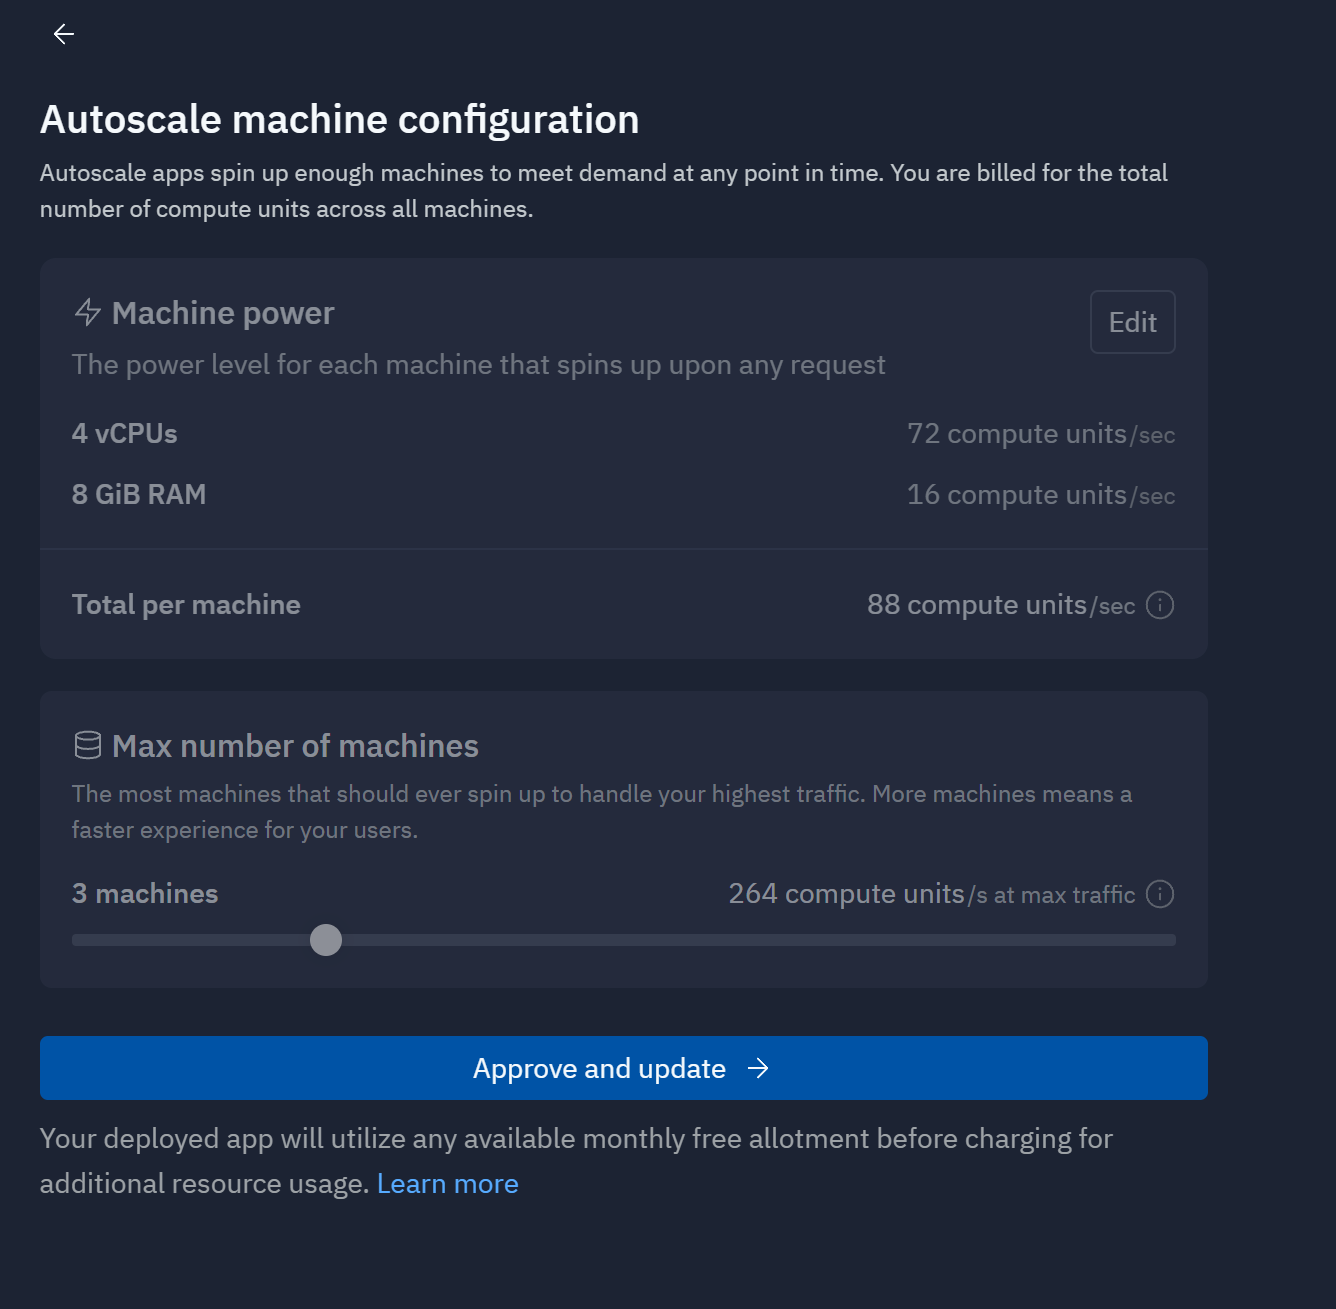 Autoscale machine configuration
Autoscale apps spin up enough machines to meet demand at any point in time. You are billed for the total
number of compute units across all machines.
Machine power
Edit
The power level for each machine that spins up upon any request
4 vCPUs 72 compute units/sec
8 GiB RAM 16 compute units/sec
Total per machine 88 compute units/sec
Max number of machines
The most machines that should ever spin up to handle your highest traffic. More machines means a
faster experience for your users.
3 machines 264 compute units/s at max traffic
Approve and update
Your deployed app will utilize any available monthly free allotment before charging for
additional resource usage. Learn more